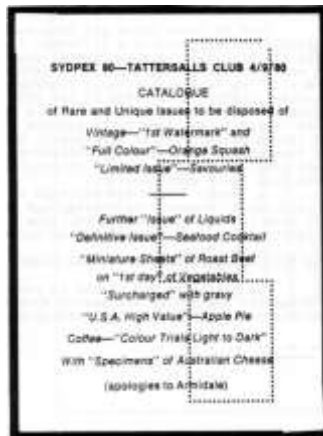 SYDPEX 80—TATTERSALLS CLUB 4/9/80
CATALOGUE
of Rare and Unique Issues to be disposed of
Vintage—"1st Watermark" and
"Full Colour"—Orange Squash
"Limited Issue"—Savouries
Further "Issue" of Liquids
"Definitive Issue"—Seafood Cocktail
"Miniature Sheets" of Roast Beef
on "1st day" of Vegetables
"Surcharged" with gravy
"U.S.A. High Value"—Apple Pie
Coffee—"Colour Trials Light to Dark"
With "Specimens" of Australian Cheese
(apologies to Armidale)